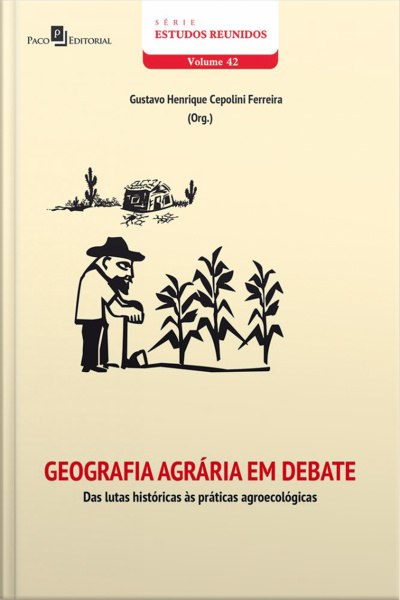 PACO EDITORIAL
SÉRIE
ESTUDOS REUNIDOS
Volume 42
Gustavo Henrique Cepolini Ferreira
(Org.)
GEOGRAFIA AGRÁRIA EM DEBATE
Das lutas históricas às práticas agroecológicas